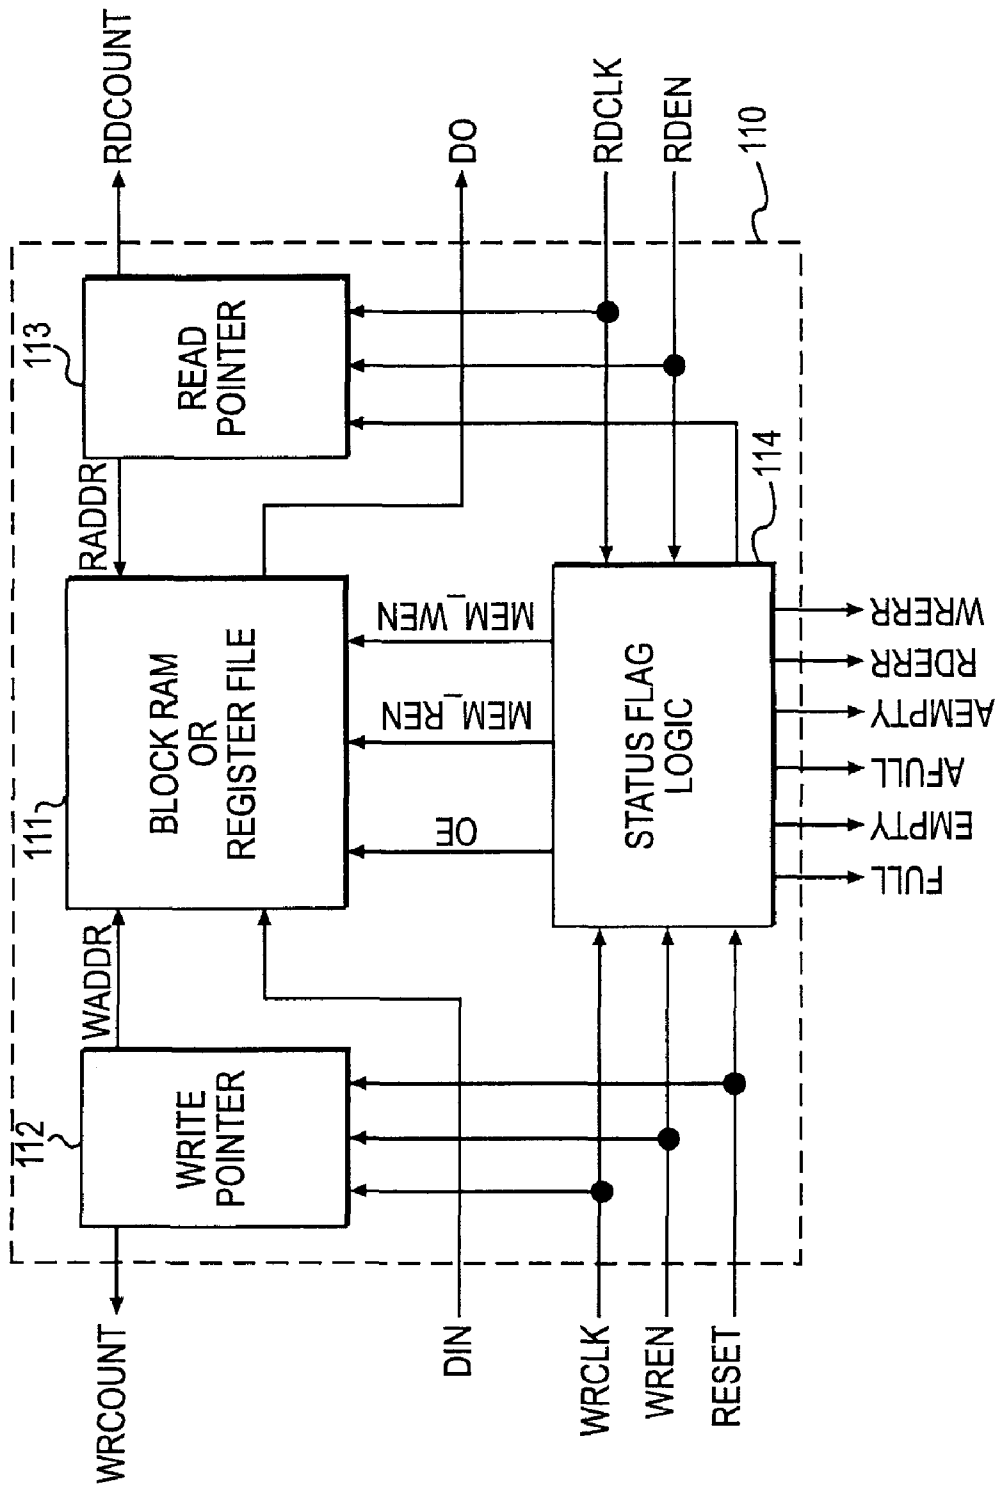 110
112
111
113
WRITE
POINTER
WADDR
BLOCK RAM
OR
REGISTER FILE
RADDR
READ
POINTER
WRCOUNT
RDCOUNT
DIN
DO
OE
MEM_REN
MEM_WEN
WRCLK
WREN
RESET
STATUS FLAG
LOGIC
114
RDCLK
RDEN
FULL
EMPTY
AFULL
AEMPTY
RDERR
WRERR